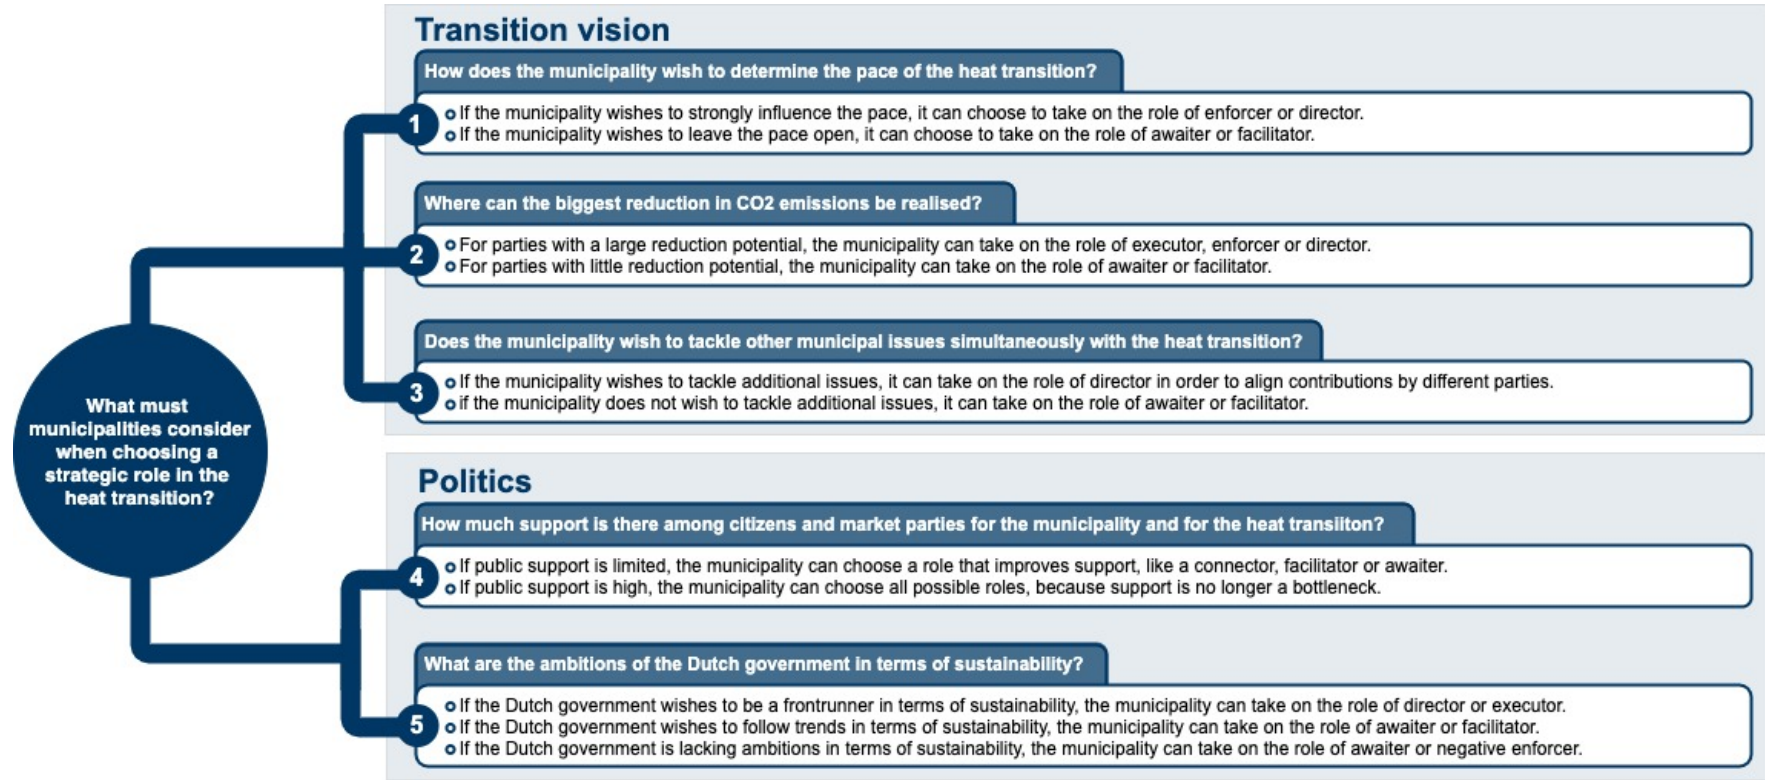 Transition vision
How does the municipality wish to determine the pace of the heat transition?
1
If the municipality wishes to strongly influence the pace, it can choose to take on the role of enforcer or director.
If the municipality wishes to leave the pace open, it can choose to take on the role of awaiter or facilitator.
Where can the biggest reduction in CO2 emissions be realised?
2
For parties with a large reduction potential, the municipality can take on the role of executor, enforcer or director.
For parties with little reduction potential, the municipality can take on the role of awaiter or facilitator.
Does the municipality wish to tackle other municipal issues simultaneously with the heat transition?
3
If the municipality wishes to tackle additional issues, it can take on the role of director in order to align contributions by different parties.
if the municipality does not wish to tackle additional issues, it can take on the role of awaiter or facilitator.
What must
municipalities consider
when choosing a
strategic role in the
heat transition?
Politics
How much support is there among citizens and market parties for the municipality and for the heat transiiton?
4
If public support is limited, the municipality can choose a role that improves support, like a connector, facilitator or awaiter.
If public support is high, the municipality can choose all possible roles, because support is no longer a bottleneck.
What are the ambitions of the Dutch government in terms of sustainability?
5
If the Dutch government wishes to be a frontrunner in terms of sustainability, the municipality can take on the role of director or executor.
If the Dutch government wishes to follow trends in terms of sustainability, the municipality can take on the role of awaiter or facilitator.
If the Dutch government is lacking ambitions in terms of sustainability, the municipality can take on the role of awaiter or negative enforcer.